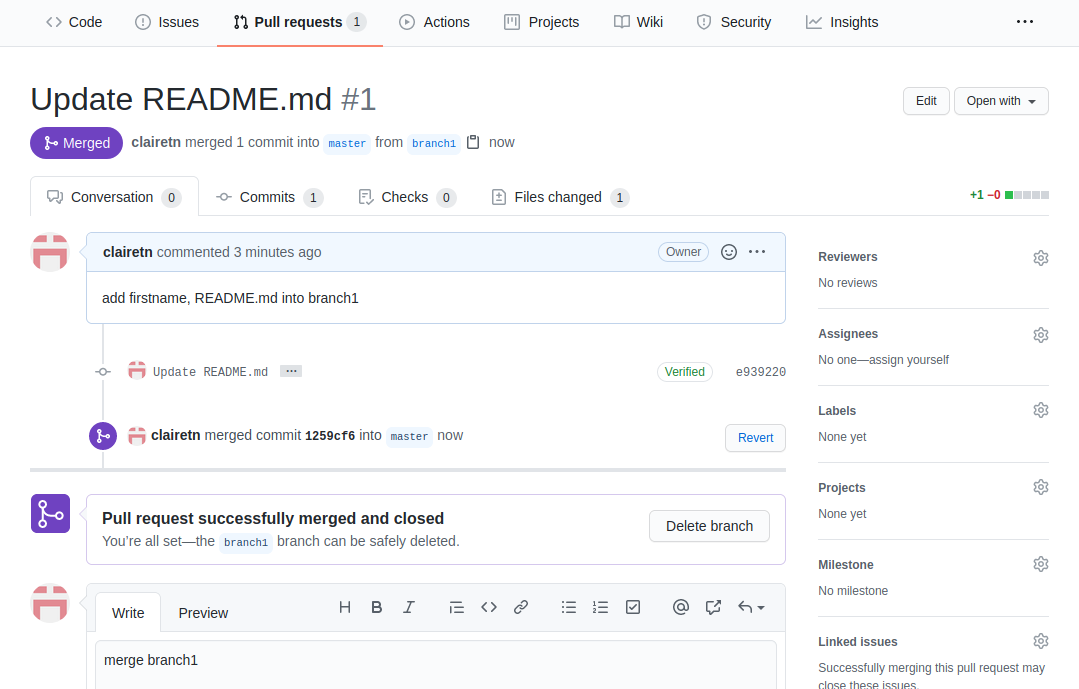 Code Issues Pull requests 1 Actions Projects Wiki Security Insights ...
Update README.md #1
Edit Open with
Merged clairetn merged 1 commit into master from branch1 now
Conversation 0 Commits 1 Checks 0 Files changed 1 +1 −0
clairetn commented 3 minutes ago Owner ...
add firstname, README.md into branch1
Update README.md ... Verified e939220
clairetn merged commit 1259cf6 into master now Revert
Pull request successfully merged and closed
You’re all set—the branch1 branch can be safely deleted.
Delete branch
Write Preview H B I
merge branch1
Reviewers
No reviews
Assignees
No one—assign yourself
Labels
None yet
Projects
None yet
Milestone
No milestone
Linked issues
Successfully merging this pull request may
close these issues.